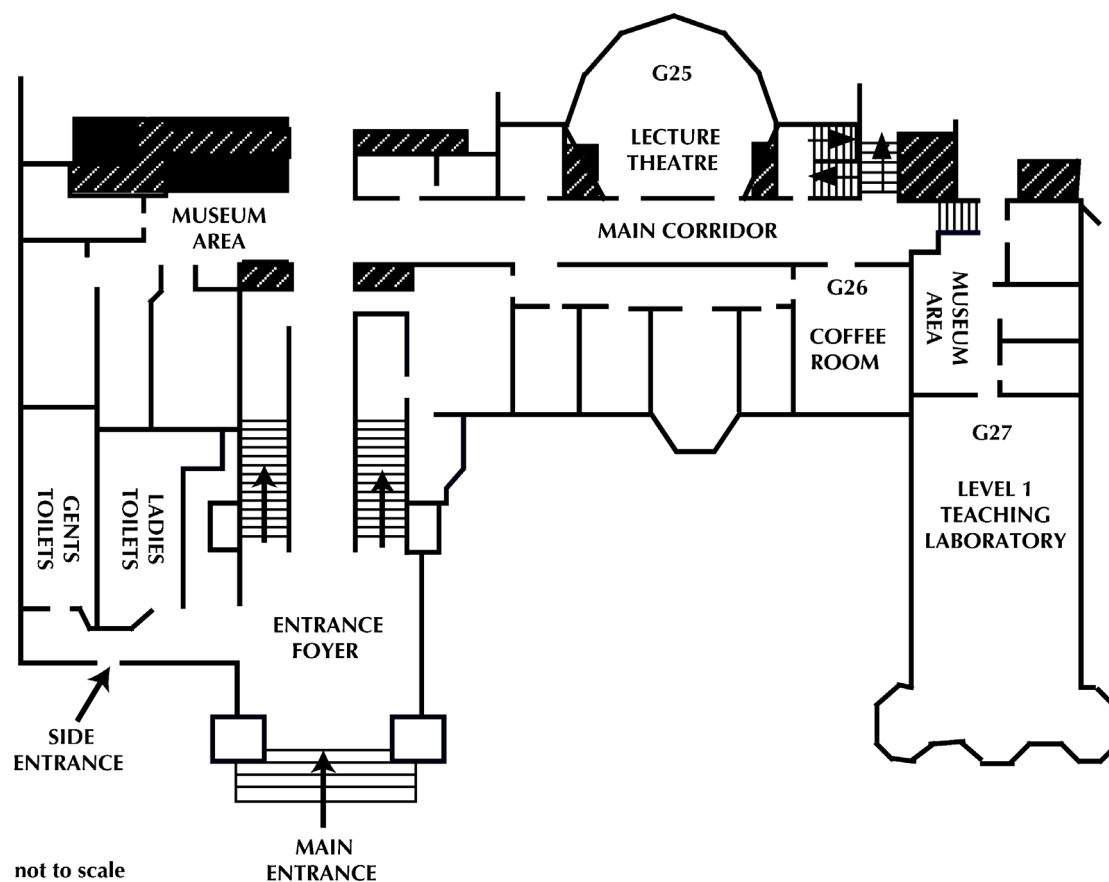 G25
LECTURE
THEATRE
MUSEUM
AREA
MAIN CORRIDOR
G26
COFFEE
ROOM
MUSEUM
AREA
G27
LEVEL 1
TEACHING
LABORATORY
GENTS
TOILETS
LADIES
TOILETS
ENTRANCE
FOYER
SIDE
ENTRANCE
MAIN
ENTRANCE
not to scale